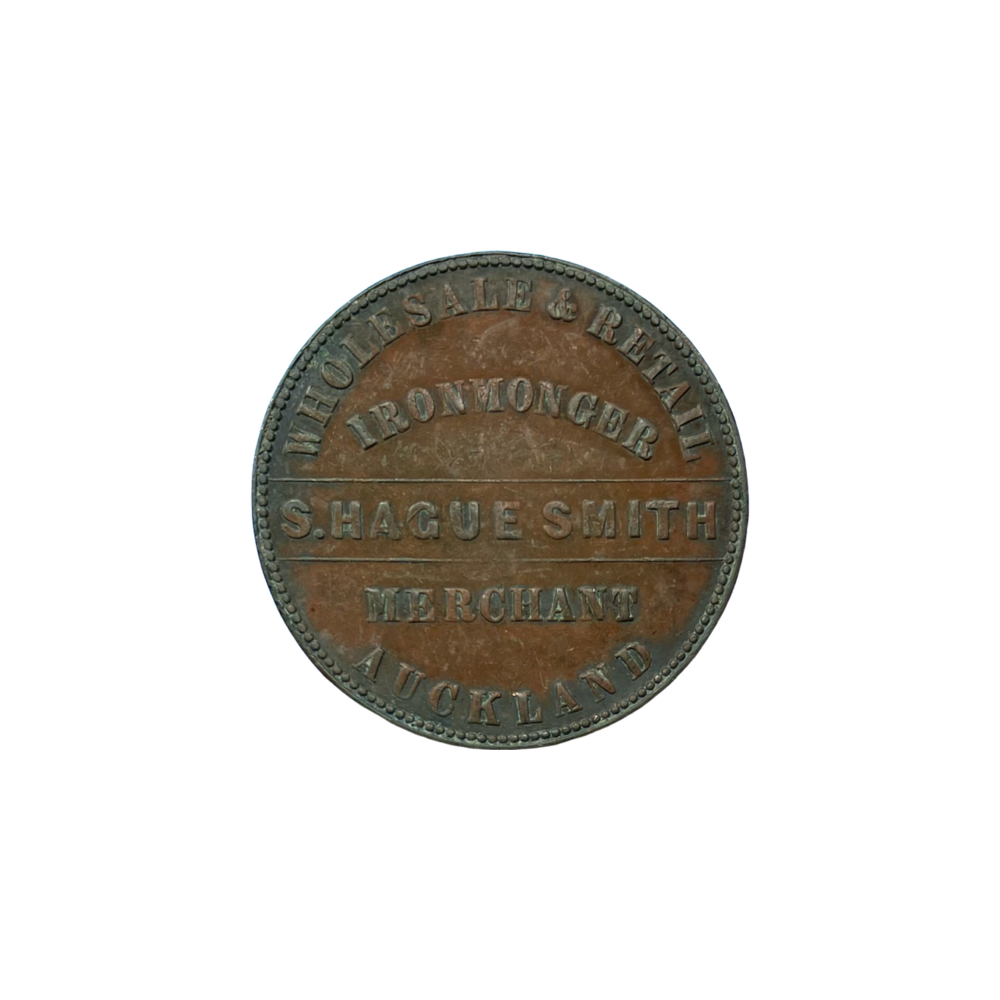 WHOLESALE & RETAIL
IRONMONGER
S. HAGUE SMITH
MERCHANT
AUCKLAND